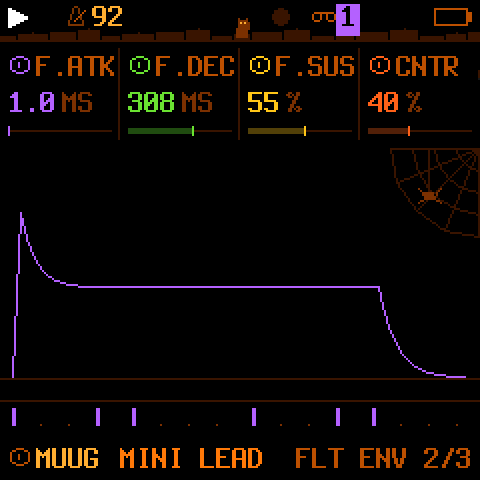 92 1
F.ATK F.DEC F.SUS CNTR
1.0 MS 308 MS 55 % 40 %
MUUG MINI LEAD FLT ENV 2/3